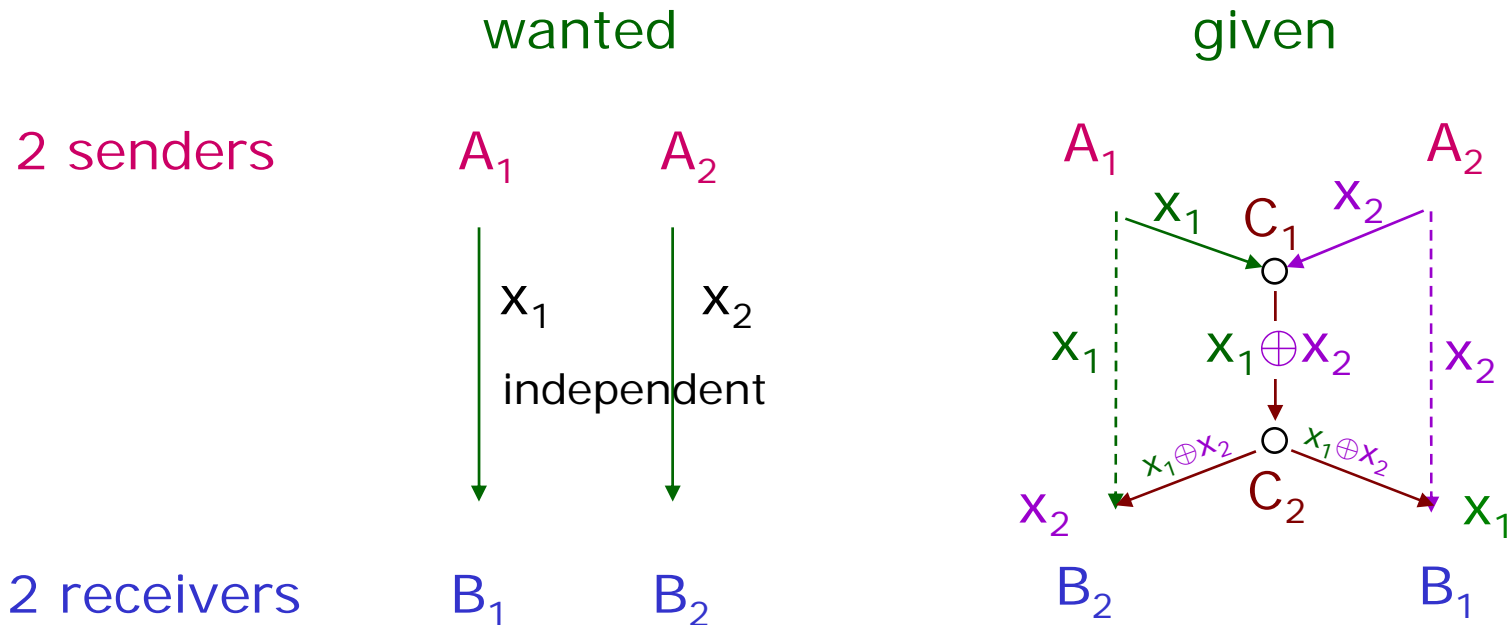 wanted given
2 senders A₁ A₂ A₁ A₂
x₁ C₁ x₂
x₁ x₂
x₁ x₁⊕x₂ x₂
independent
x₁⊕x₂ x₁⊕x₂
x₂ C₂ x₁
2 receivers B₁ B₂ B₂ B₁